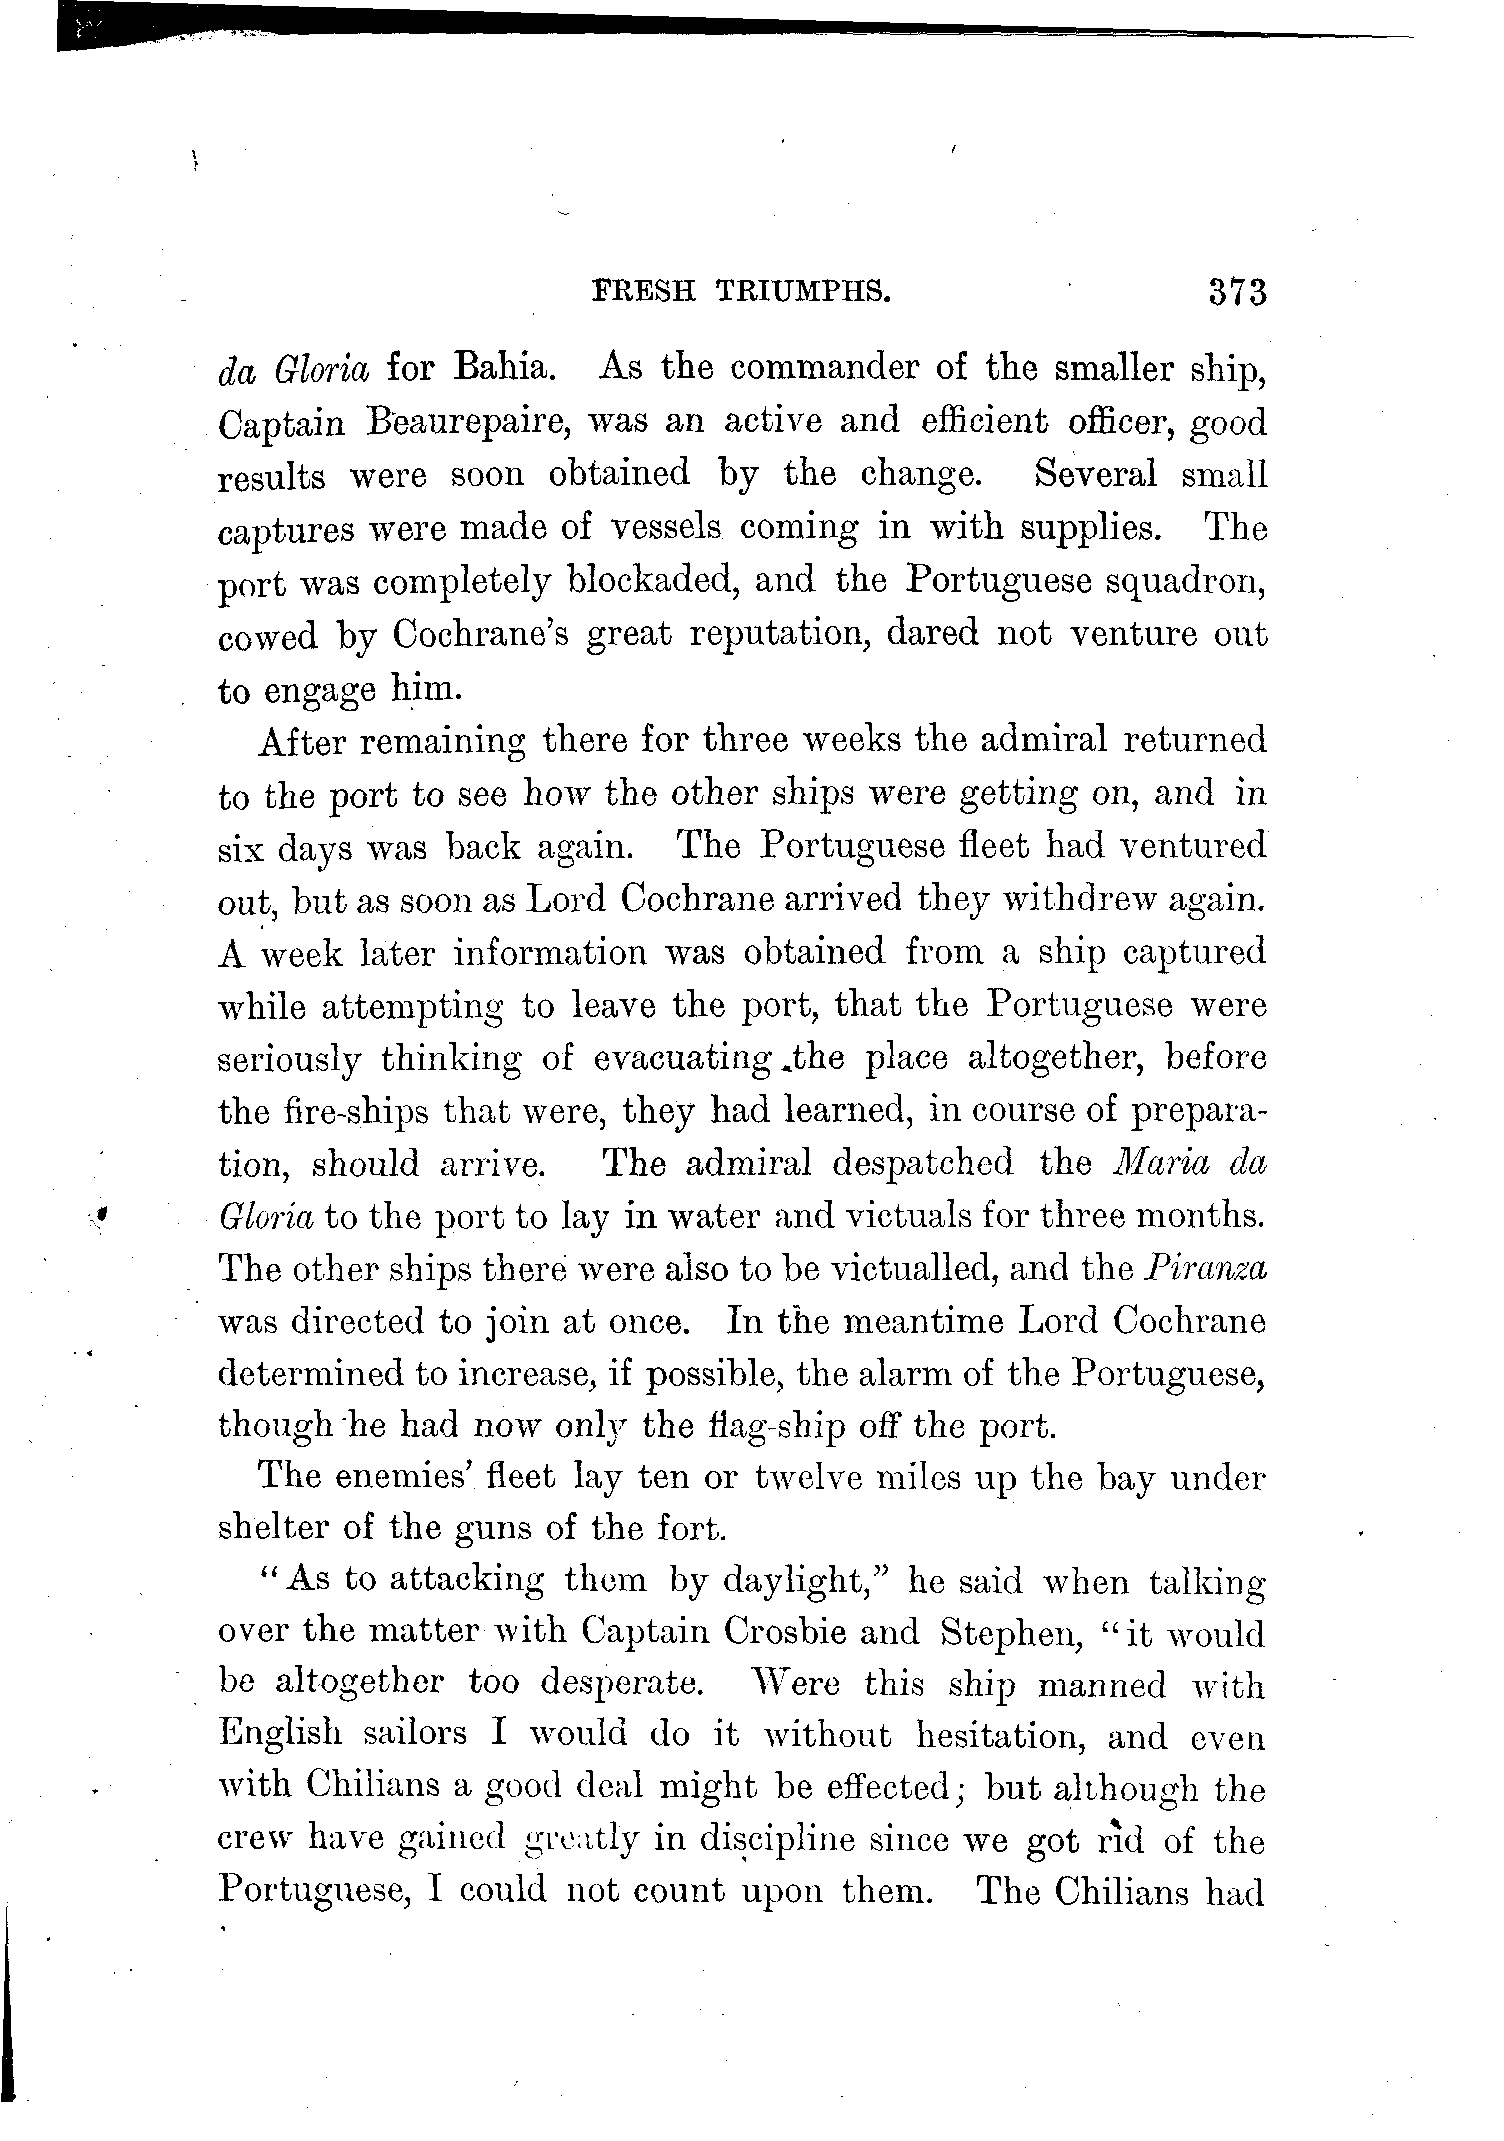 FRESH TRIUMPHS. 373
da Gloria for Bahia. As the commander of the smaller ship,
Captain Beaurepaire, was an active and efficient officer, good
results were soon obtained by the change. Several small
captures were made of vessels coming in with supplies. The
port was completely blockaded, and the Portuguese squadron,
cowed by Cochrane's great reputation, dared not venture out
to engage him.
After remaining there for three weeks the admiral returned
to the port to see how the other ships were getting on, and in
six days was back again. The Portuguese fleet had ventured
out, but as soon as Lord Cochrane arrived they withdrew again.
A week later information was obtained from a ship captured
while attempting to leave the port, that the Portuguese were
seriously thinking of evacuating the place altogether, before
the fire-ships that were, they had learned, in course of prepara-
tion, should arrive. The admiral despatched the Maria da
Gloria to the port to lay in water and victuals for three months.
The other ships there were also to be victualled, and the Piranza
was directed to join at once. In the meantime Lord Cochrane
determined to increase, if possible, the alarm of the Portuguese,
though he had now only the flag-ship off the port.
The enemies' fleet lay ten or twelve miles up the bay under
shelter of the guns of the fort.
"As to attacking them by daylight," he said when talking
over the matter with Captain Crosbie and Stephen, "it would
be altogether too desperate. Were this ship manned with
English sailors I would do it without hesitation, and even
with Chilians a good deal might be effected; but although the
crew have gained greatly in discipline since we got rid of the
Portuguese, I could not count upon them. The Chilians had